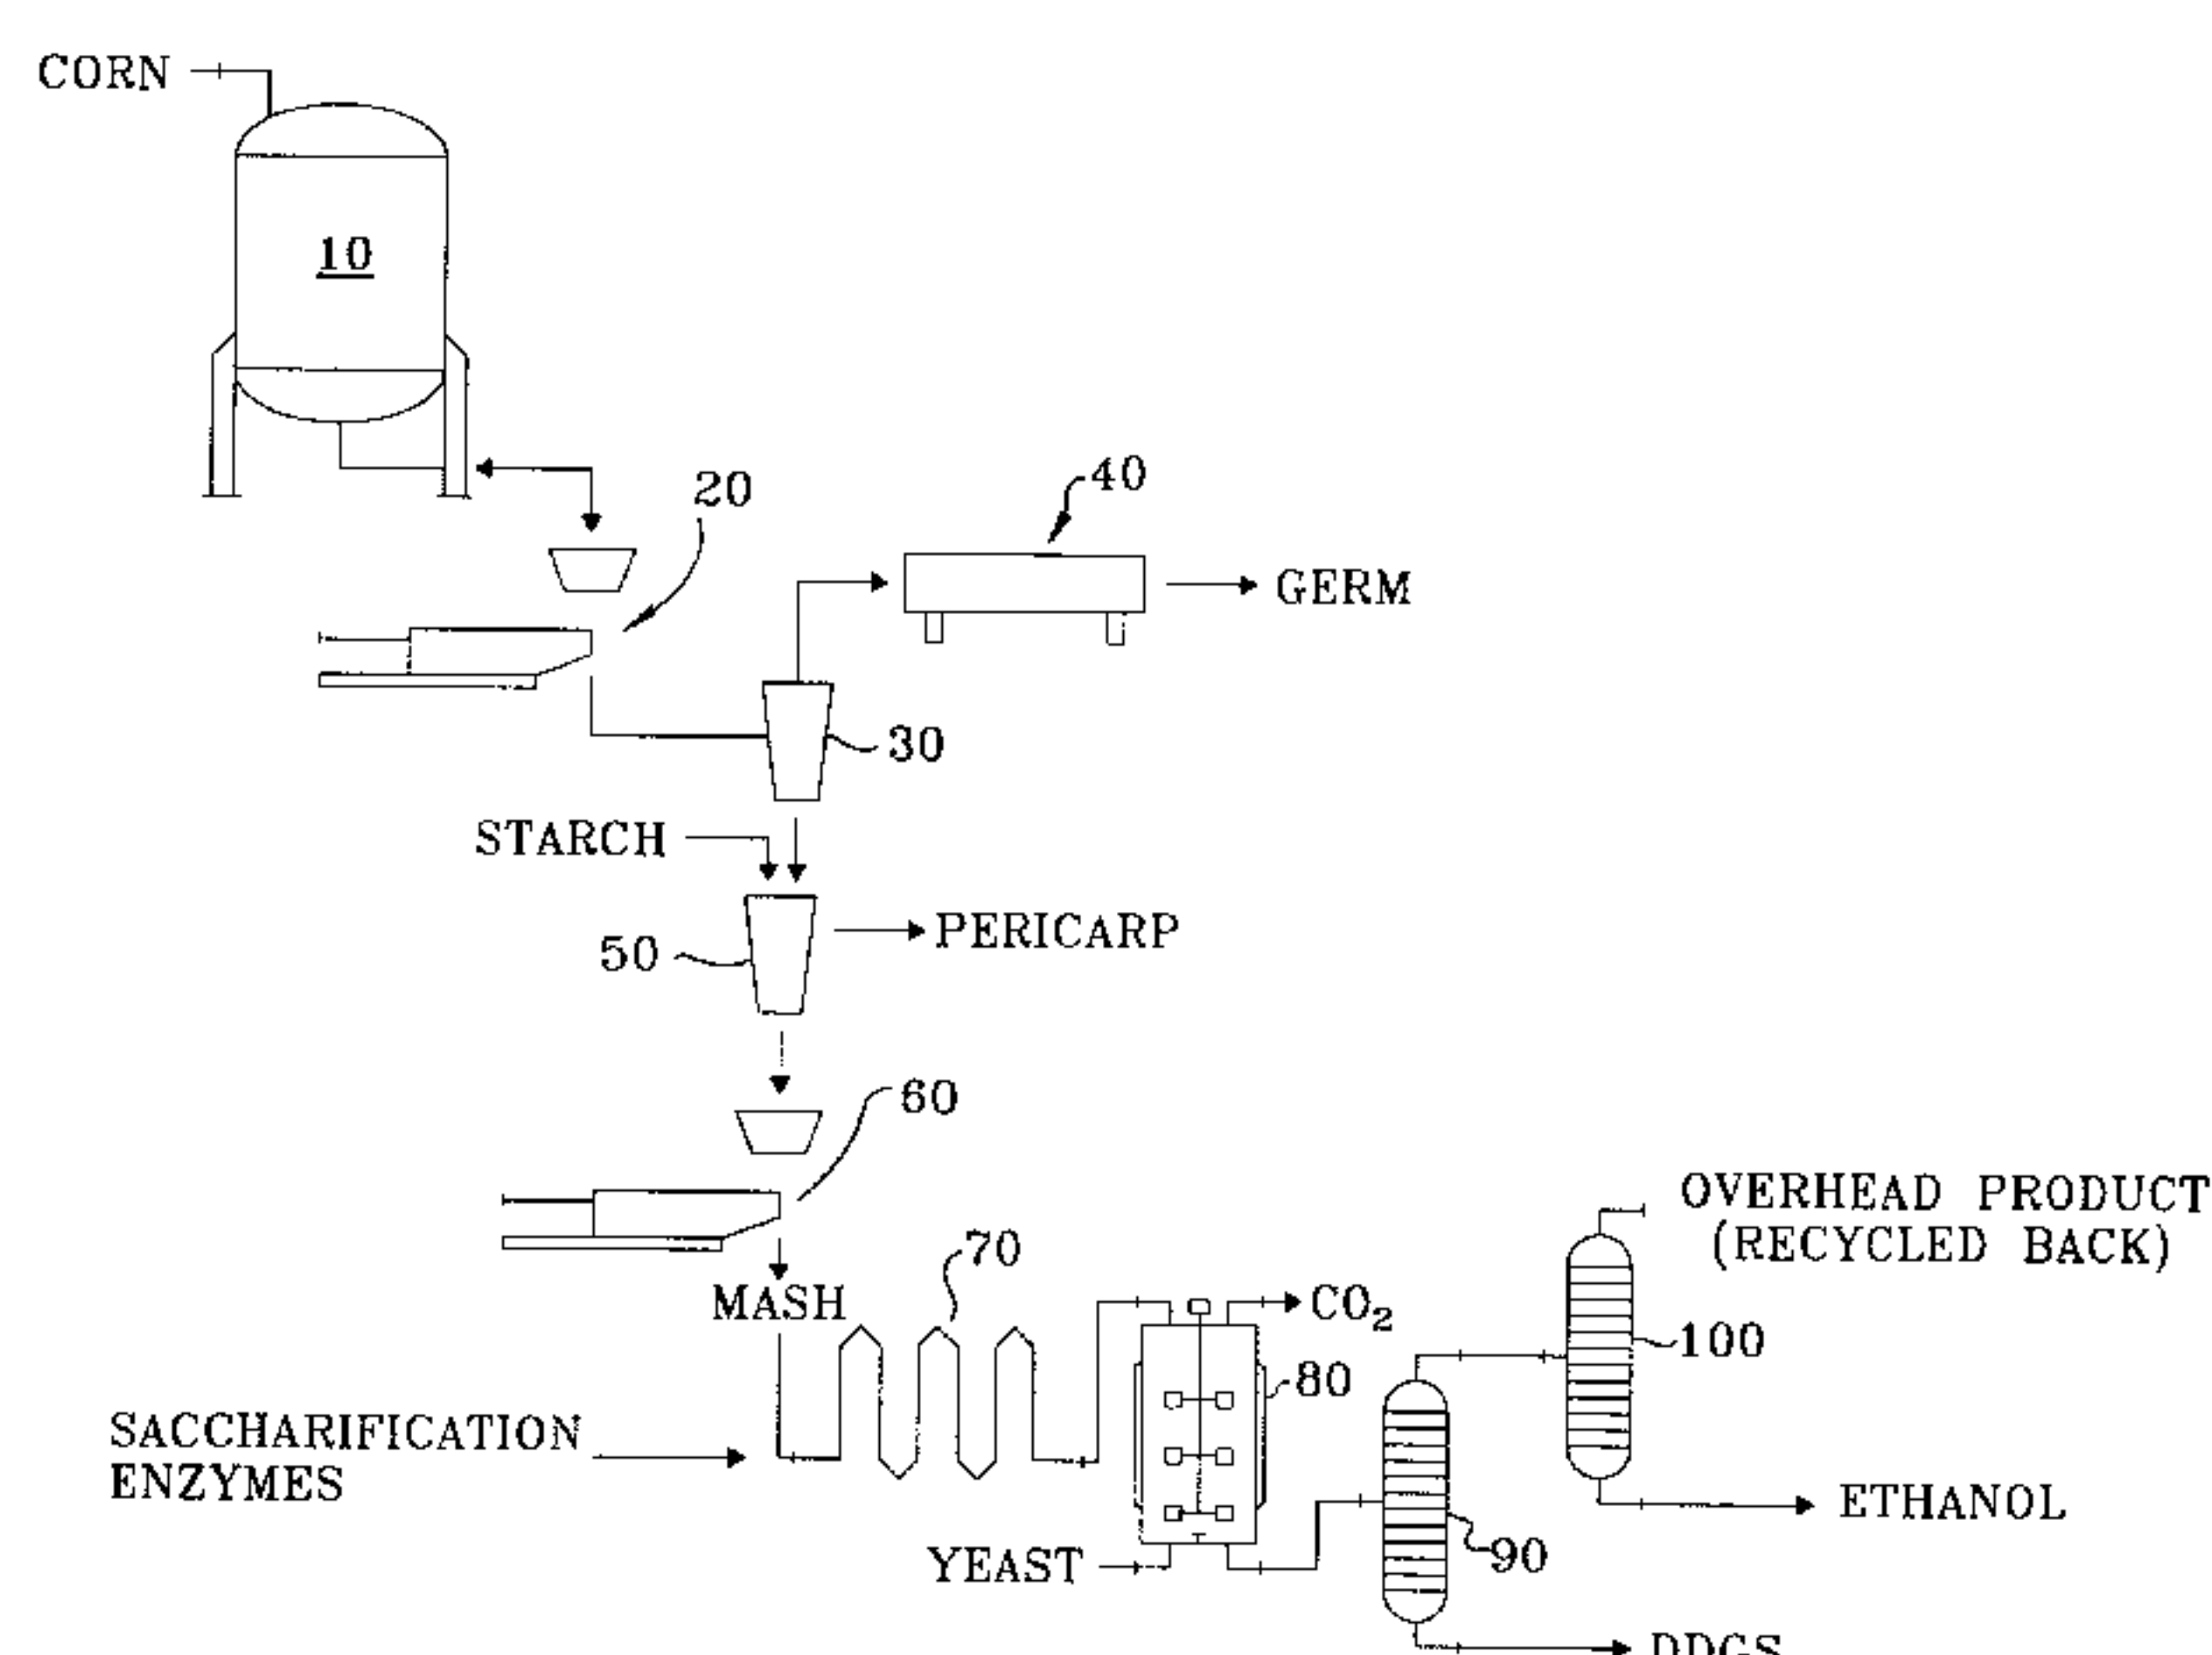 CORN
10
20
40
GERM
30
STARCH
50
PERICARP
60
70
MASH
OVERHEAD PRODUCT
(RECYCLED BACK)
CO₂
80
100
SACCHARIFICATION
ENZYMES
YEAST
90
ETHANOL
DDGS